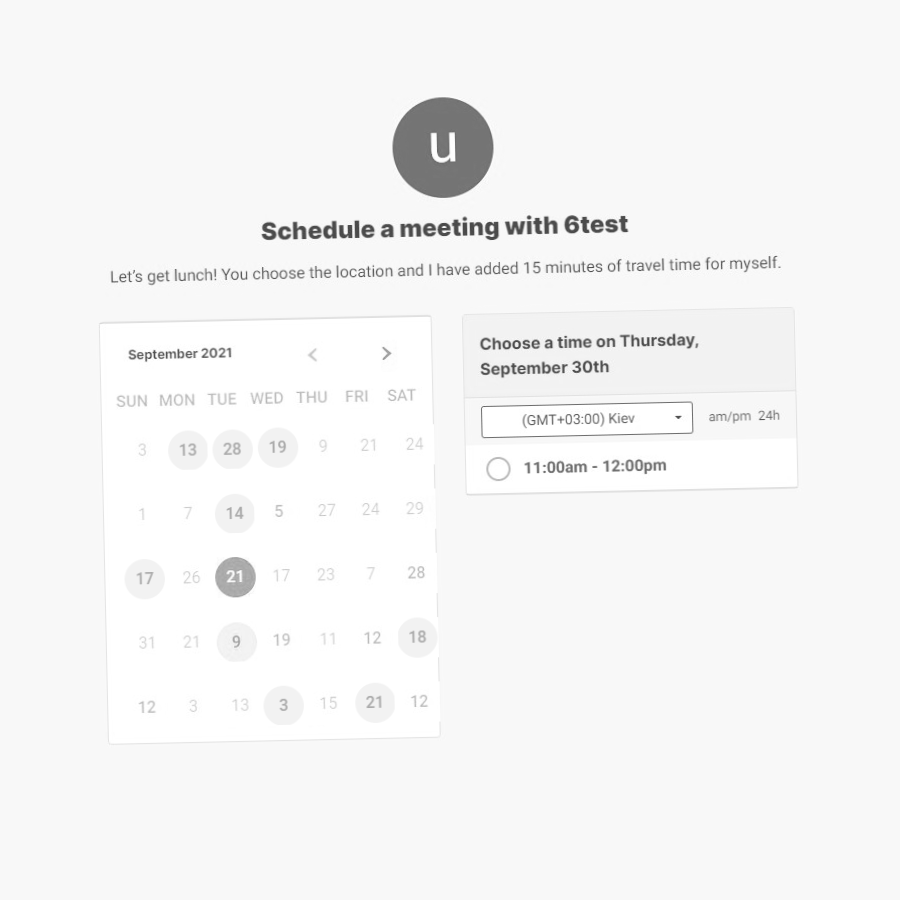 u
Schedule a meeting with 6test
Let's get lunch! You choose the location and I have added 15 minutes of travel time for myself.
September 2021
SUN MON TUE WED THU FRI SAT
3 13 28 19 9 21 24
1 7 14 5 27 24 29
17 26 21 17 23 7 28
31 21 9 19 11 12 18
12 3 13 3 15 21 12
Choose a time on Thursday,
September 30th
(GMT+03:00) Kiev am/pm 24h
11:00am - 12:00pm